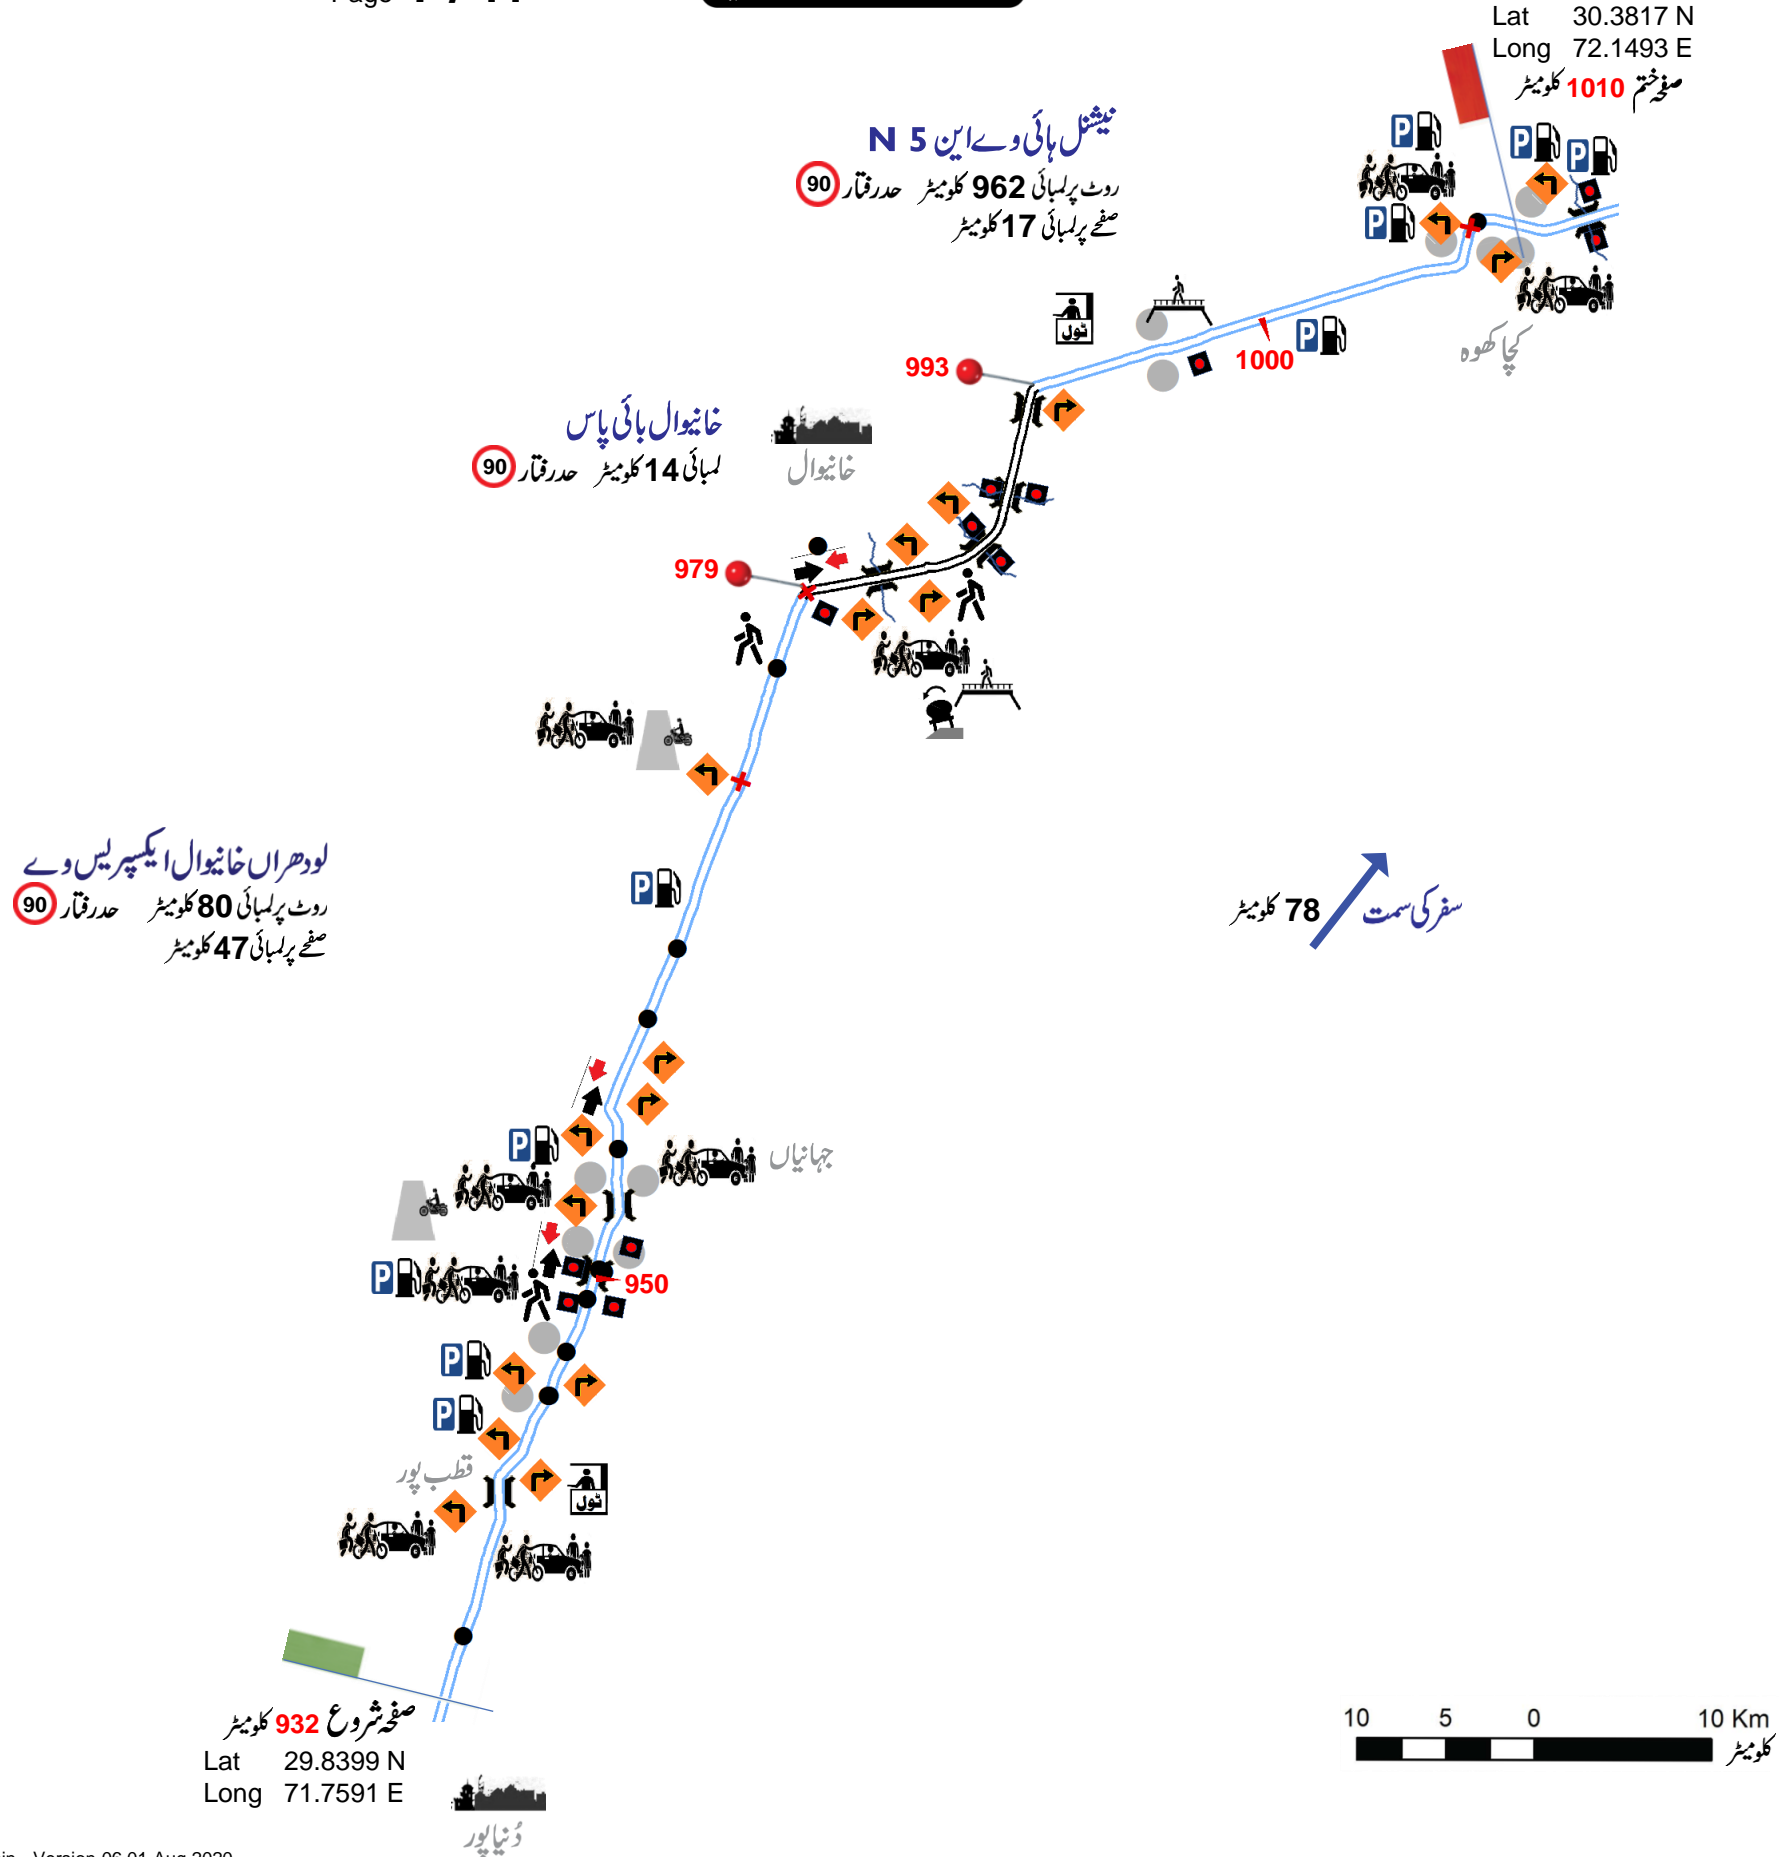 Lat 30.3817 N
Long 72.1493 E
صفحہ ختم 1010 کلومیٹر
نیشنل ہائی وے این N 5
روٹ پر لمبائی 962 کلومیٹر حد رفتار 90
صفحے پر لمبائی 17 کلومیٹر
ٹول
1000
کچا کھوہ
993
خانیوال بائی پاس
لمبائی 14 کلومیٹر حد رفتار 90
خانیوال
979
لودھراں خانیوال ایکسپریس وے
روٹ پر لمبائی 80 کلومیٹر حد رفتار 90
صفحے پر لمبائی 47 کلومیٹر
سفر کی سمت 78 کلومیٹر
جہانیاں
950
قطب پور
ٹول
صفحہ شروع 932 کلومیٹر
Lat 29.8399 N
Long 71.7591 E
دُنیا پور
10 5 0 10 Km
کلومیٹر